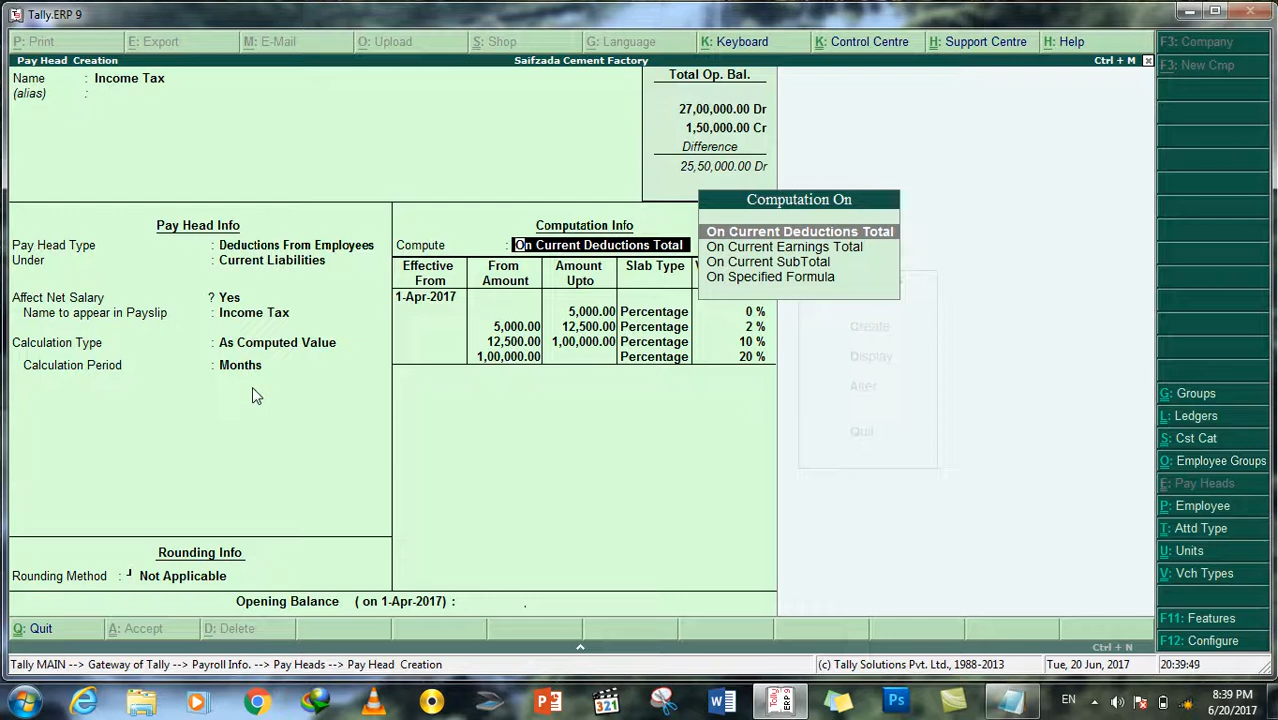 Tally.ERP 9
P: Print E: Export M: E-Mail O: Upload S: Shop G: Language K: Keyboard K: Control Centre H: Support Centre H: Help
F3: Company
Pay Head Creation Saifzada Cement Factory Ctrl + M
F3: New Cmp
Name : Income Tax
(alias) :
Total Op. Bal.
27,00,000.00 Dr
1,50,000.00 Cr
Difference
25,50,000.00 Dr
Pay Head Info
Pay Head Type : Deductions From Employees
Under : Current Liabilities
Affect Net Salary ? Yes
Name to appear in Payslip : Income Tax
Calculation Type : As Computed Value
Calculation Period : Months
Computation Info
Compute : On Current Deductions Total
Effective From From Amount Amount Upto Slab Type
1-Apr-2017 5,000.00 Percentage 0 %
5,000.00 12,500.00 Percentage 2 %
12,500.00 1,00,000.00 Percentage 10 %
1,00,000.00 Percentage 20 %
Computation On
On Current Deductions Total
On Current Earnings Total
On Current SubTotal
On Specified Formula
Create
Display
Alter
Quit
G: Groups
L: Ledgers
S: Cst Cat
O: Employee Groups
E: Pay Heads
P: Employee
T: Attd Type
U: Units
V: Vch Types
F11: Features
F12: Configure
Rounding Info
Rounding Method : ┘ Not Applicable
Opening Balance ( on 1-Apr-2017) :
Q: Quit A: Accept D: Delete
Ctrl + N
Tally MAIN --> Gateway of Tally --> Payroll Info. --> Pay Heads --> Pay Head Creation (c) Tally Solutions Pvt. Ltd., 1988-2013 Tue, 20 Jun, 2017 20:39:49
EN 8:39 PM
6/20/2017